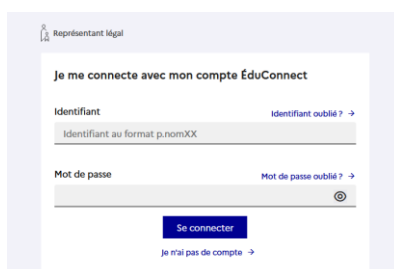 Représentant légal
Je me connecte avec mon compte ÉduConnect
Identifiant Identifiant oublié ? →
Identifiant au format p.nomXX
Mot de passe Mot de passe oublié ? →
Se connecter
Je n'ai pas de compte →